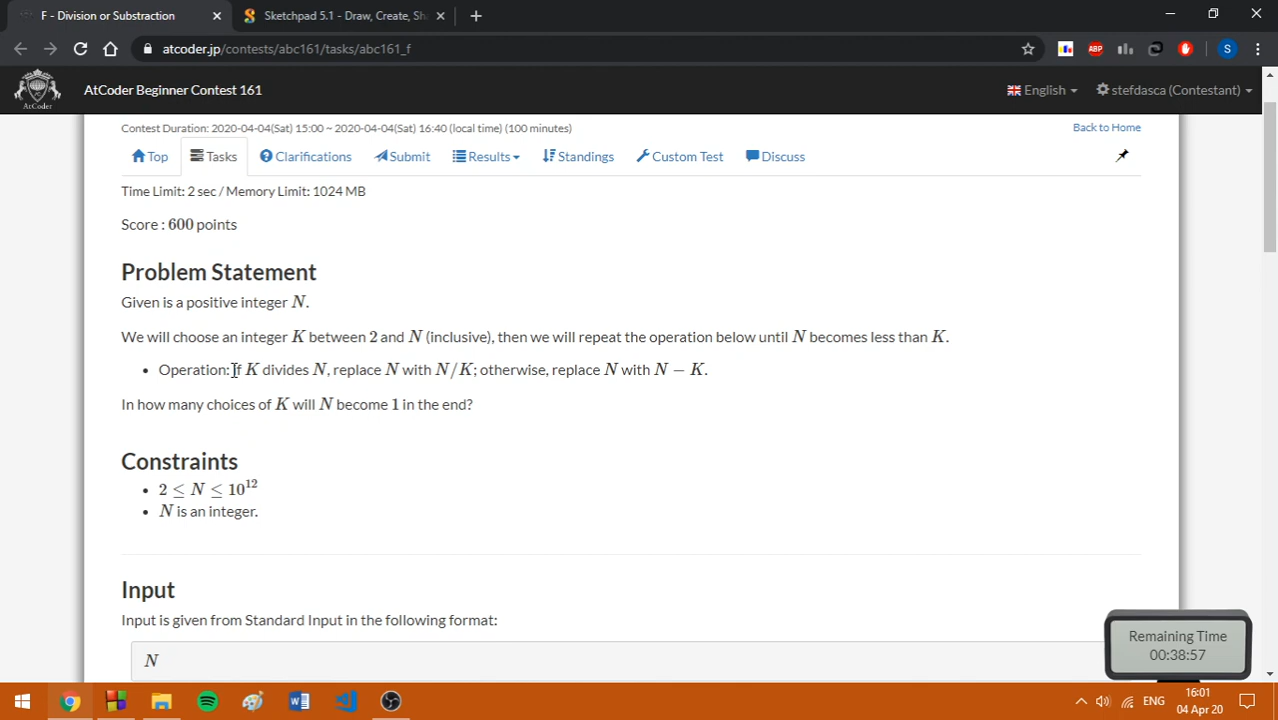 F - Division or Substraction
Sketchpad 5.1 - Draw, Create, Sha
atcoder.jp/contests/abc161/tasks/abc161_f
ABP
S
AtCoder
AtCoder Beginner Contest 161
English
stefdasca (Contestant)
Contest Duration: 2020-04-04(Sat) 15:00 ~ 2020-04-04(Sat) 16:40 (local time) (100 minutes)
Back to Home
Top
Tasks
Clarifications
Submit
Results
Standings
Custom Test
Discuss
Time Limit: 2 sec / Memory Limit: 1024 MB
Score : 600 points
Problem Statement
Given is a positive integer N.
We will choose an integer K between 2 and N (inclusive), then we will repeat the operation below until N becomes less than K.
• Operation: If K divides N, replace N with N/K; otherwise, replace N with N − K.
In how many choices of K will N become 1 in the end?
Constraints
• 2 ≤ N ≤ 10¹²
• N is an integer.
Input
Input is given from Standard Input in the following format:
N
Remaining Time
00:38:57
ENG
16:01
04 Apr 20